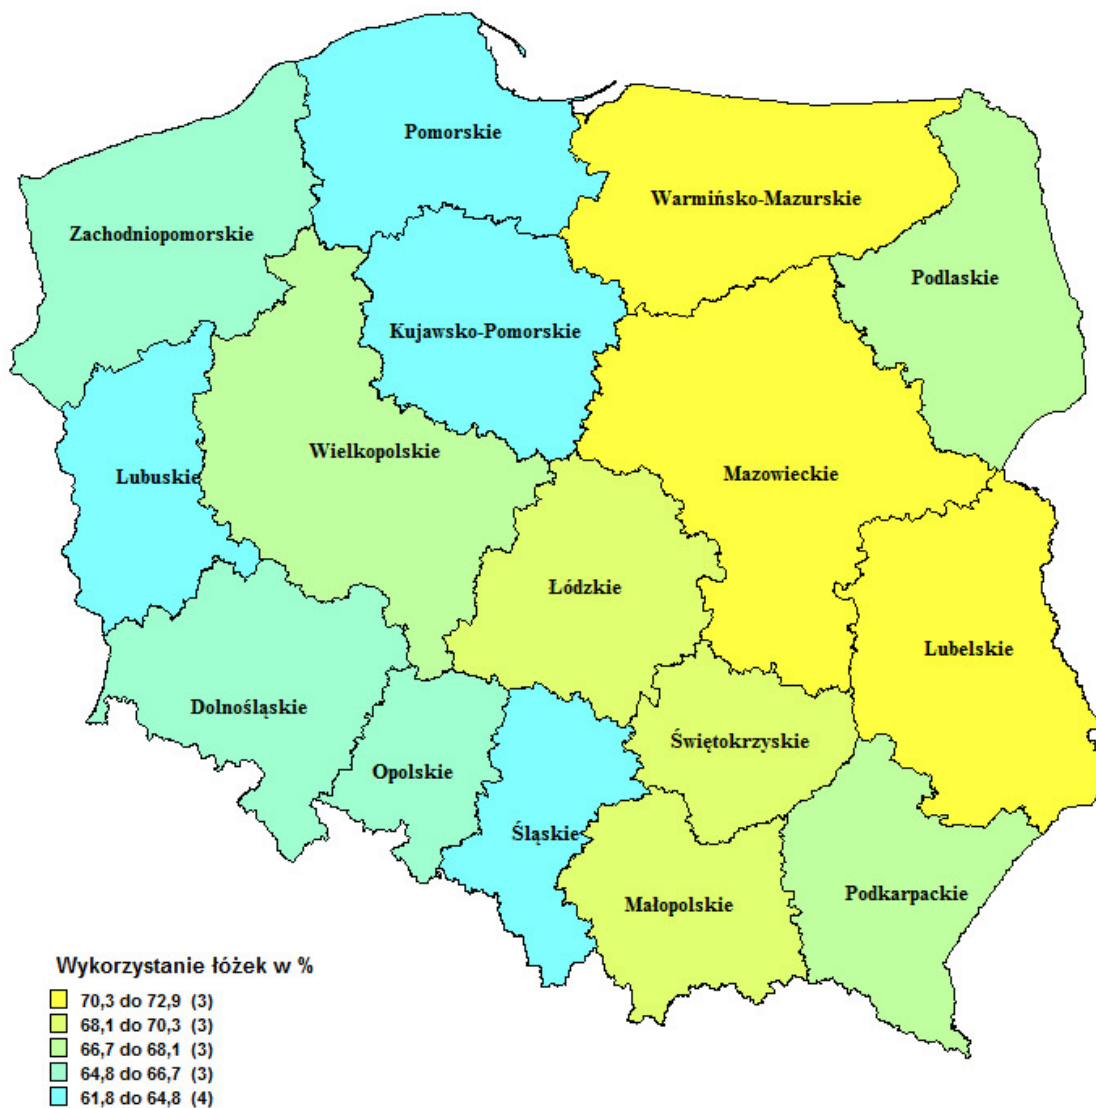 Pomorskie
Warmińsko-Mazurskie
Zachodniopomorskie
Podlaskie
Kujawsko-Pomorskie
Wielkopolskie
Mazowieckie
Lubuskie
Łódzkie
Lubelskie
Dolnośląskie
Świętokrzyskie
Opolskie
Śląskie
Podkarpackie
Małopolskie
Wykorzystanie łóżek w %
70,3 do 72,9 (3)
68,1 do 70,3 (3)
66,7 do 68,1 (3)
64,8 do 66,7 (3)
61,8 do 64,8 (4)